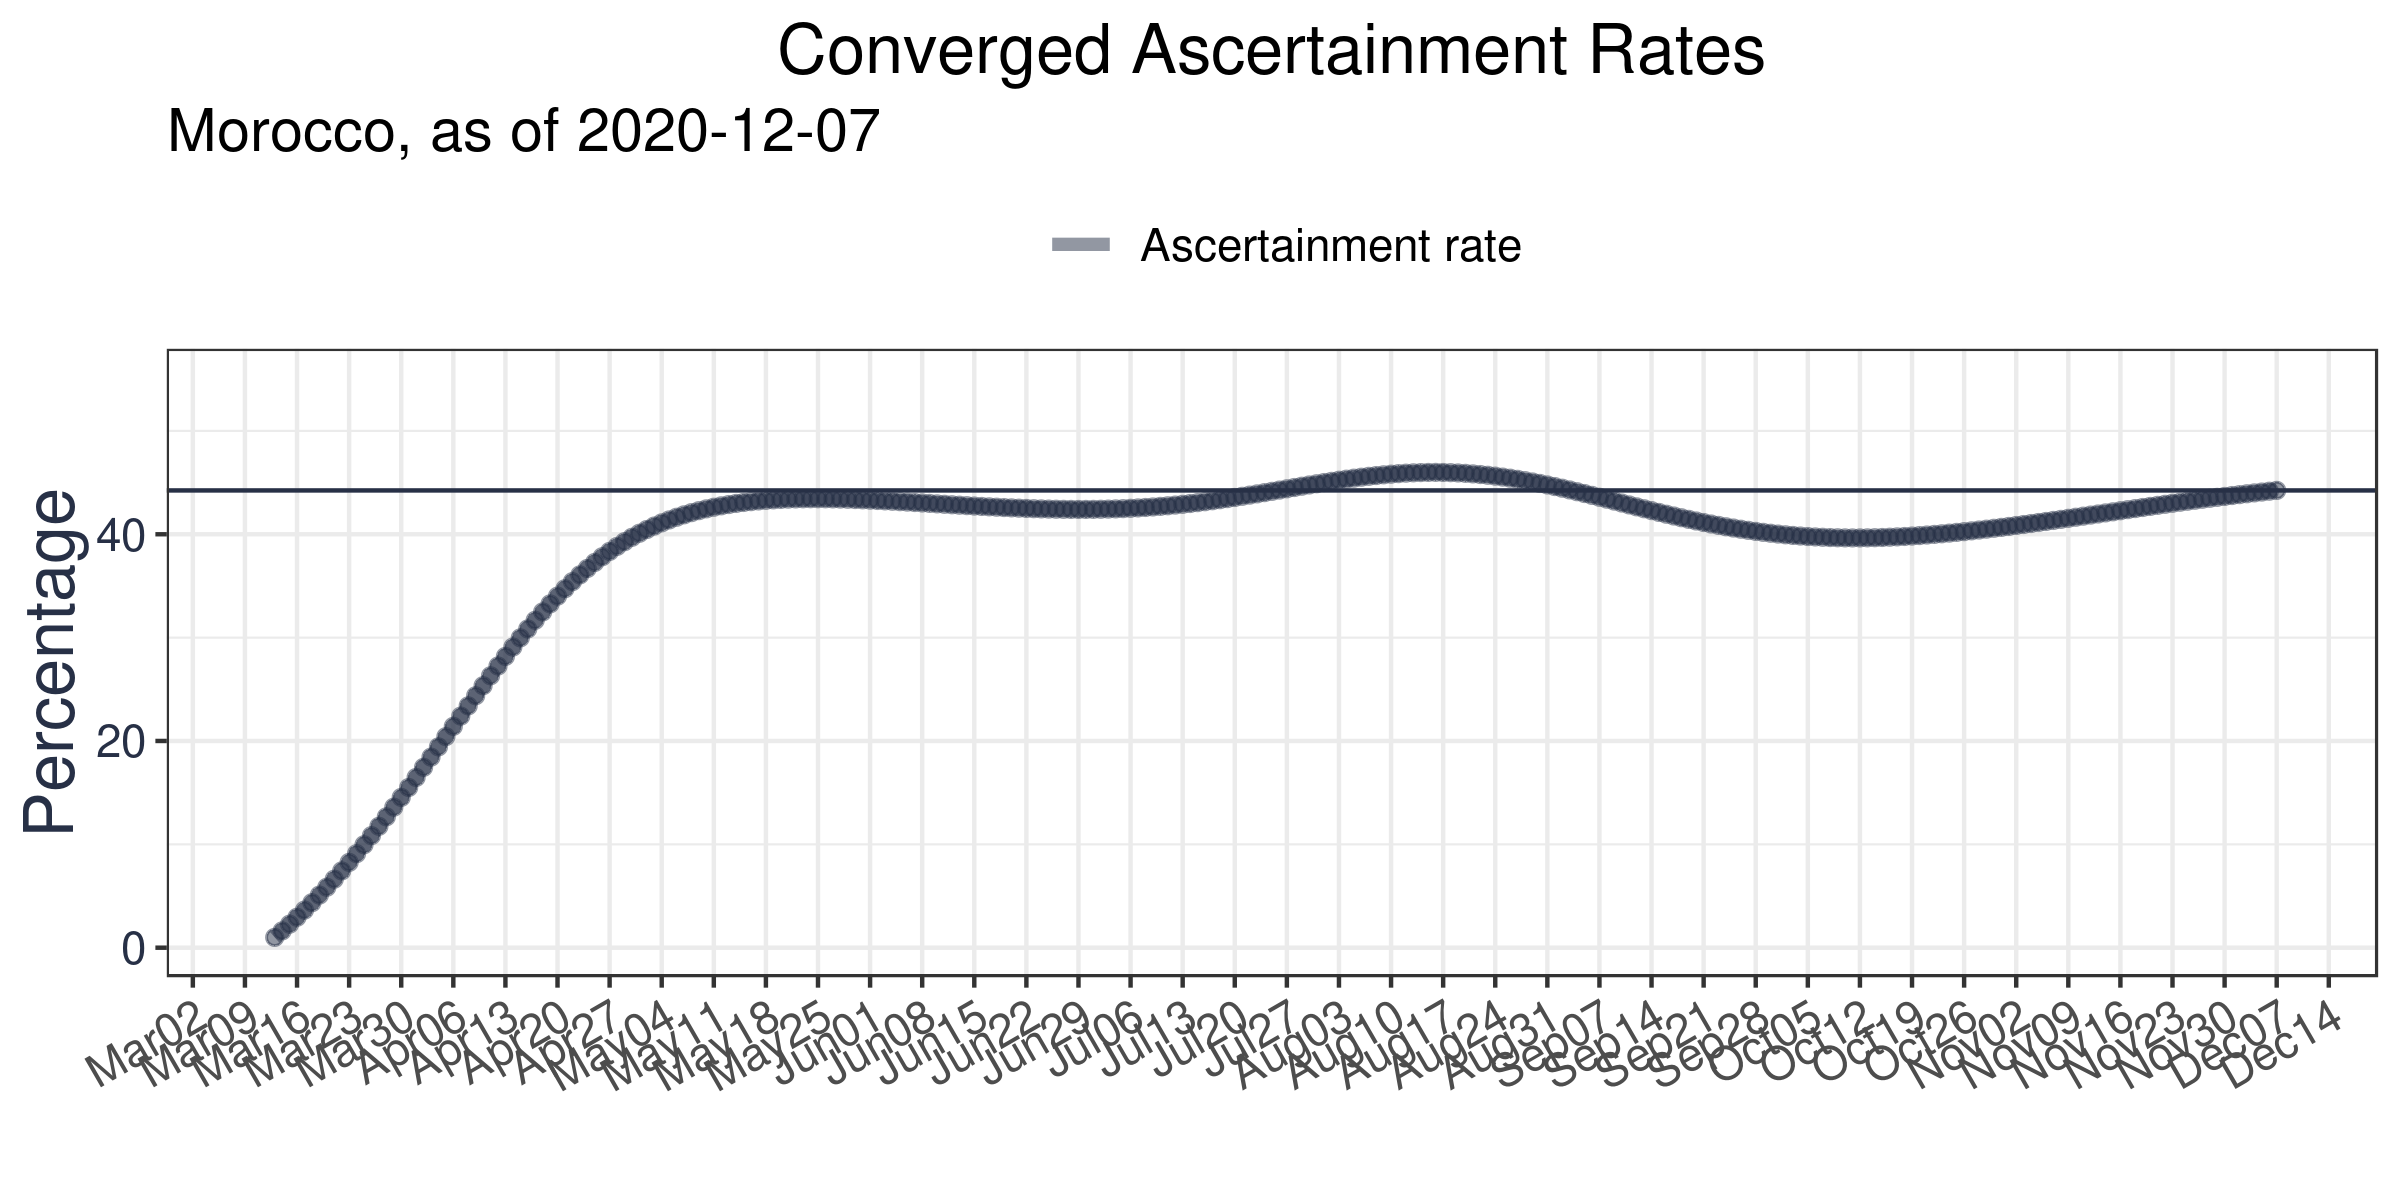 Converged Ascertainment Rates
Morocco, as of 2020-12-07
Ascertainment rate
Percentage
40
20
0
Mar02
Mar09
Mar16
Mar23
Mar30
Apr06
Apr13
Apr20
Apr27
May04
May11
May18
May25
Jun01
Jun08
Jun15
Jun22
Jun29
Jul06
Jul13
Jul20
Jul27
Aug03
Aug10
Aug17
Aug24
Aug31
Sep07
Sep14
Sep21
Sep28
Oct05
Oct12
Oct19
Oct26
Nov02
Nov09
Nov16
Nov23
Nov30
Dec07
Dec14